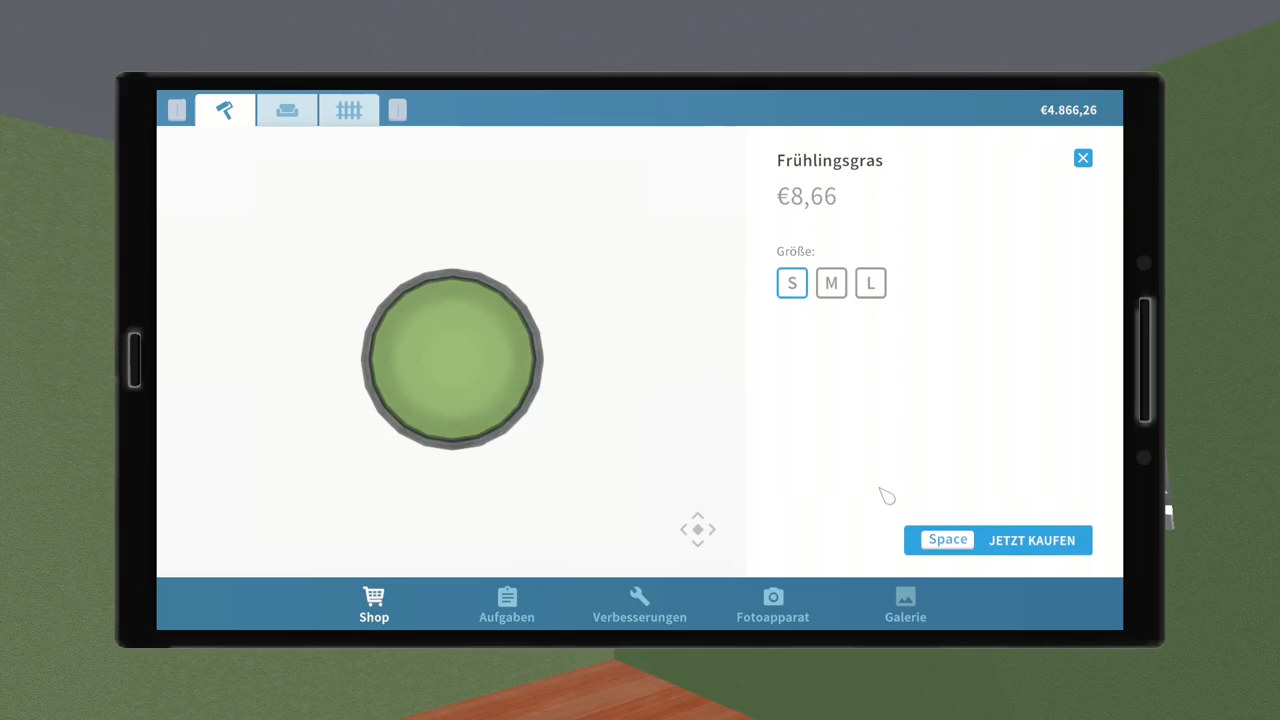 €4.866,26
Frühlingsgras
€8,66
Größe:
S M L
Space JETZT KAUFEN
Shop Aufgaben Verbesserungen Fotoapparat Galerie